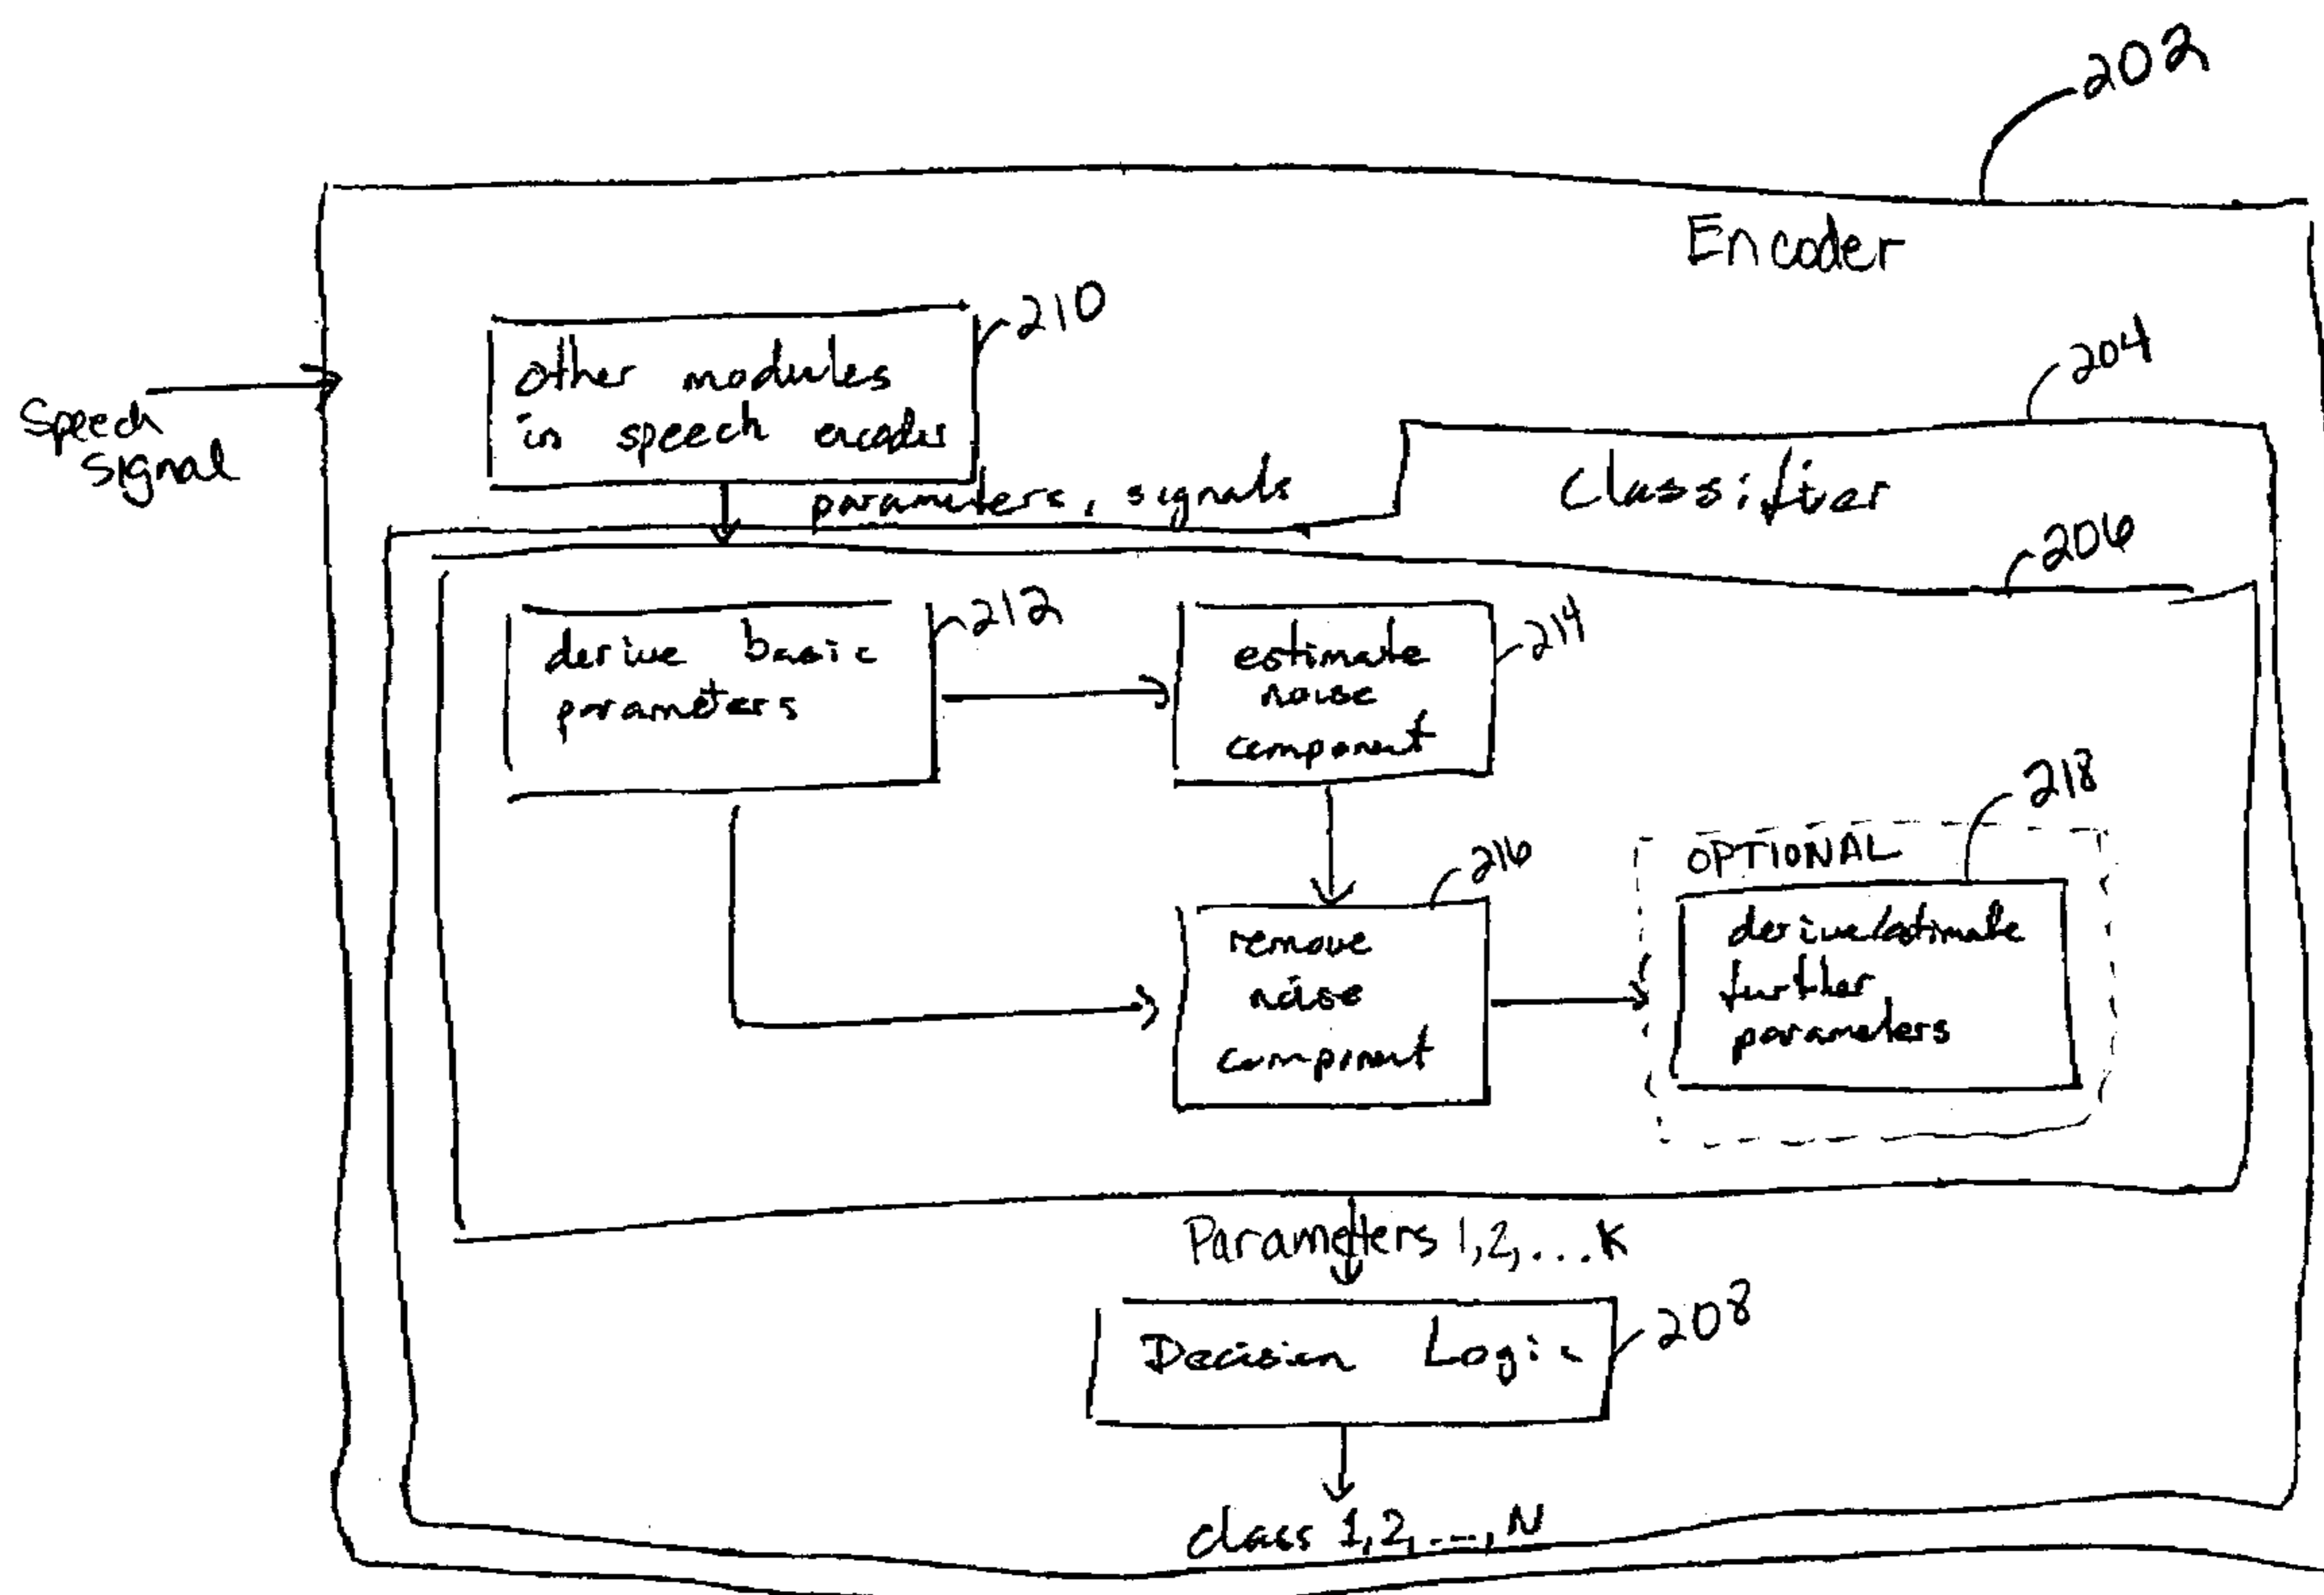 202
Encoder
210
other modules
in speech encoder
Speech
Signal
204
parameters, signals
Classifier
206
derive basic
parameters
212
estimate
noise
component
214
218
OPTIONAL
216
remove
noise
component
derive/estimate
further
parameters
Parameters 1,2,...K
Decision Logic
208
class 1,2,...,N